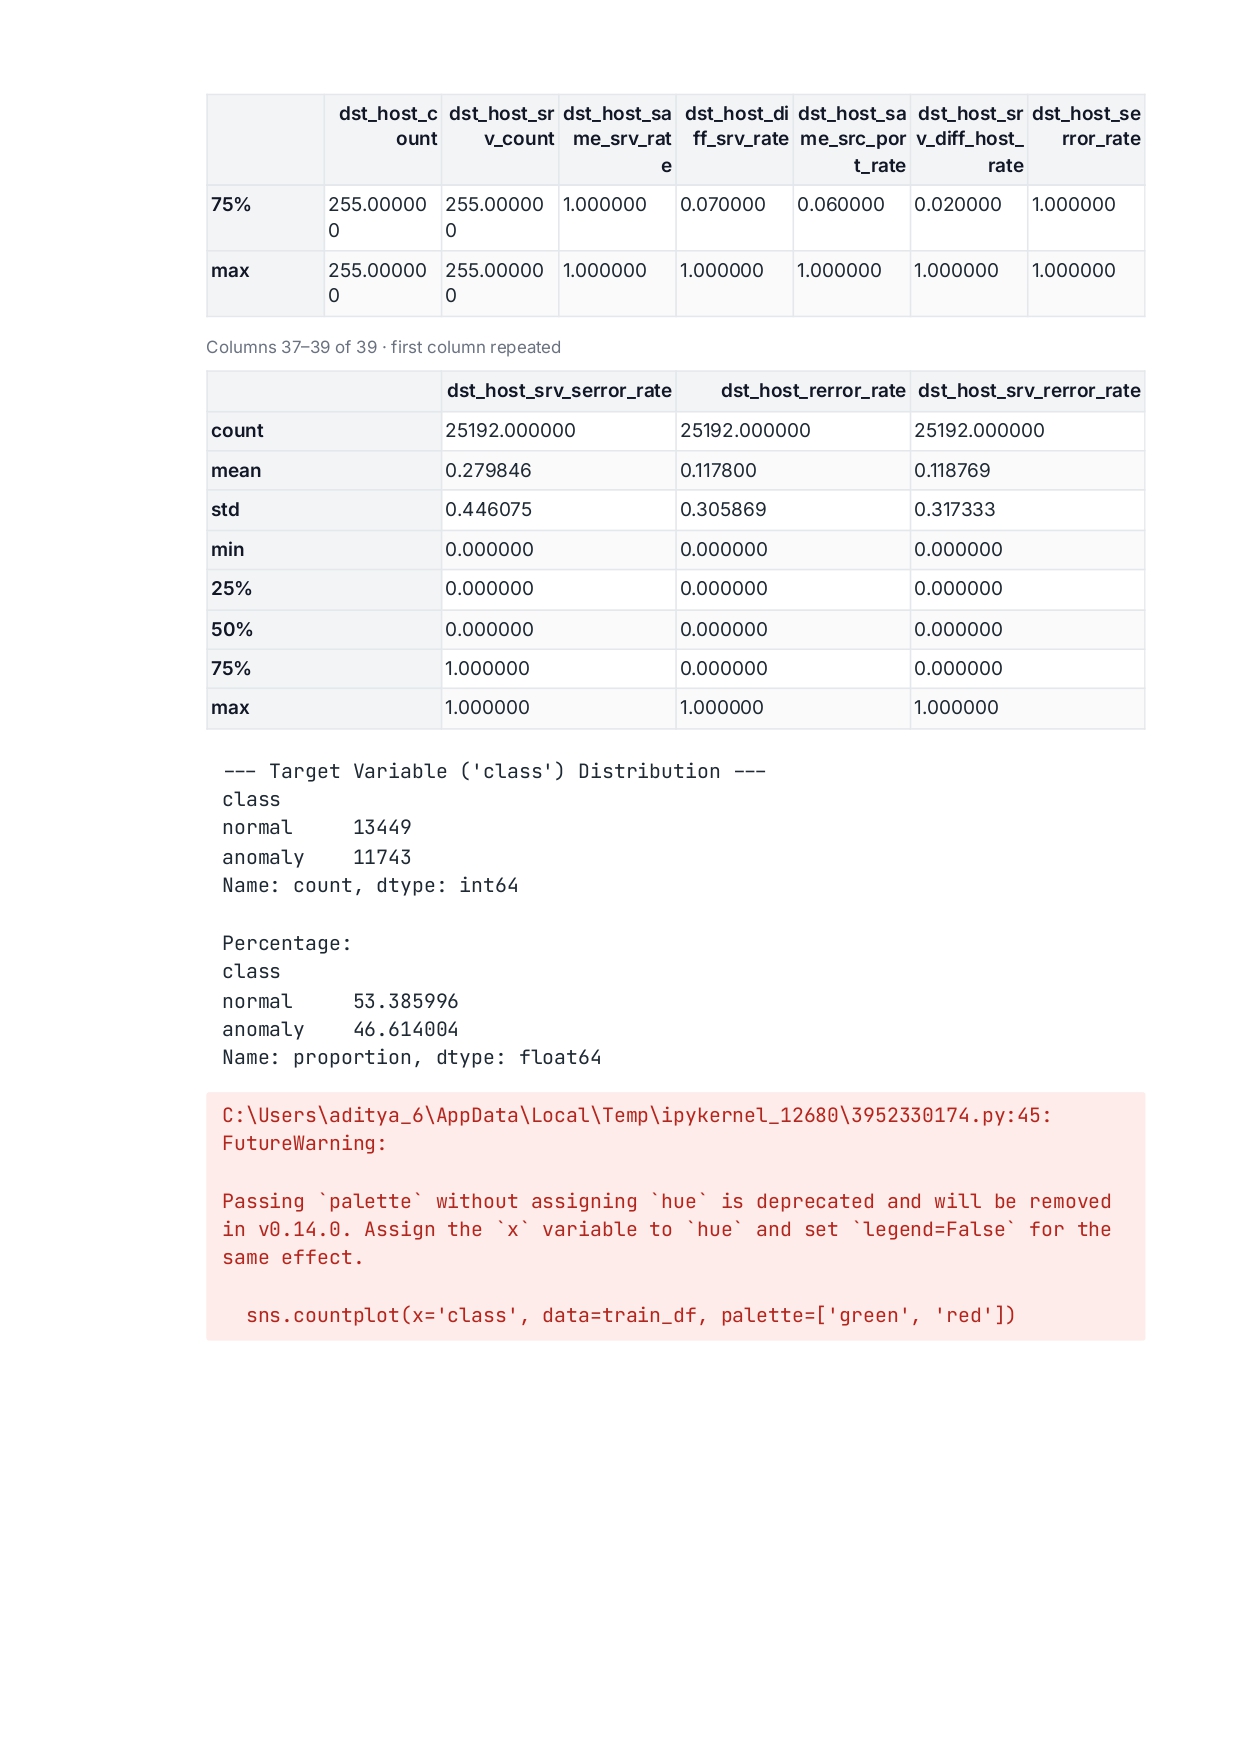 dst_host_c dst_host_sr dst_host_sa dst_host_di dst_host_sa dst_host_sr dst_host_se
ount v_count me_srv_rat ff_srv_rate me_src_por v_diff_host_ rror_rate
e t_rate rate
75% 255.00000 255.00000 1.000000 0.070000 0.060000 0.020000 1.000000
0 0
max 255.00000 255.00000 1.000000 1.000000 1.000000 1.000000 1.000000
0 0
Columns 37–39 of 39 · first column repeated
dst_host_srv_serror_rate dst_host_rerror_rate dst_host_srv_rerror_rate
count 25192.000000 25192.000000 25192.000000
mean 0.279846 0.117800 0.118769
std 0.446075 0.305869 0.317333
min 0.000000 0.000000 0.000000
25% 0.000000 0.000000 0.000000
50% 0.000000 0.000000 0.000000
75% 1.000000 0.000000 0.000000
max 1.000000 1.000000 1.000000
--- Target Variable ('class') Distribution ---
class
normal 13449
anomaly 11743
Name: count, dtype: int64
Percentage:
class
normal 53.385996
anomaly 46.614004
Name: proportion, dtype: float64
C:\Users\aditya_6\AppData\Local\Temp\ipykernel_12680\3952330174.py:45:
FutureWarning:
Passing `palette` without assigning `hue` is deprecated and will be removed
in v0.14.0. Assign the `x` variable to `hue` and set `legend=False` for the
same effect.
sns.countplot(x='class', data=train_df, palette=['green', 'red'])